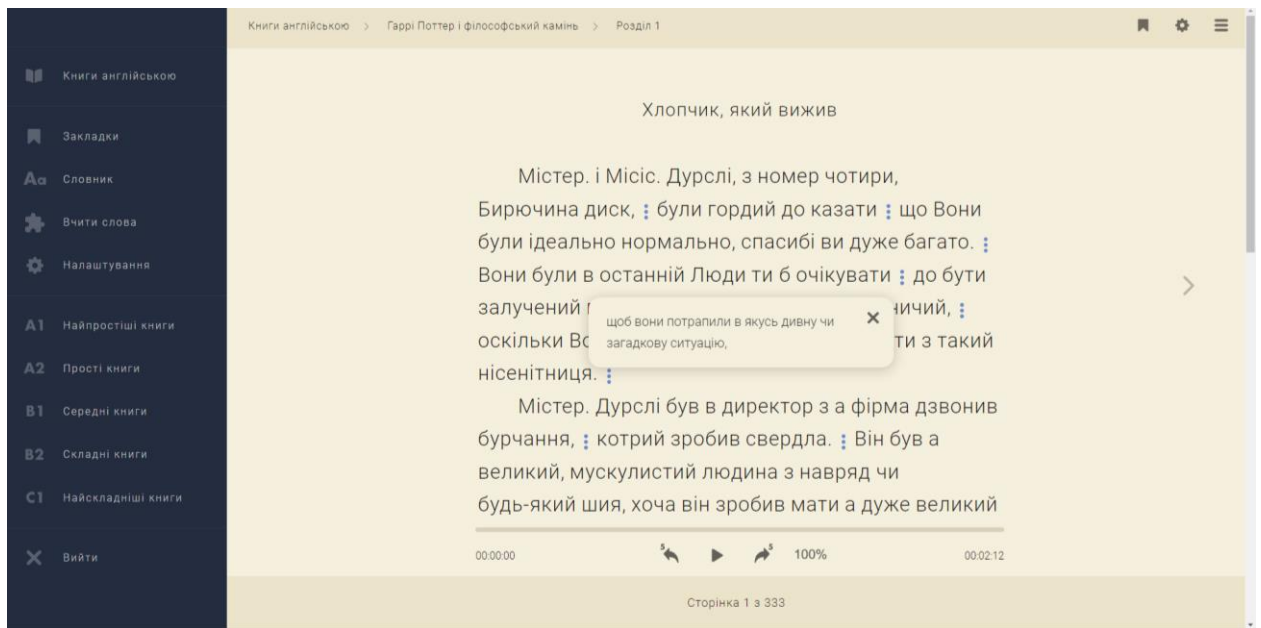 Книги англійською > Гаррі Поттер і філософський камінь > Розділ 1
Книги англійською
Закладки
Aa Словник
Вчити слова
Налаштування
A1 Найпростіші книги
A2 Прості книги
B1 Середні книги
B2 Складні книги
C1 Найскладніші книги
Вийти
Хлопчик, який вижив
Містер. і Місіс. Дурслі, з номер чотири,
Бирючина диск, були гордий до казати що Вони
були ідеально нормально, спасибі ви дуже багато.
Вони були в останній Люди ти б очікувати до бути
залучений
щоб вони потрапили в якусь дивну чи
загадкову ситуацію,
ничий,
оскільки
ти з такий
нісенітниця.
Містер. Дурслі був в директор з а фірма дзвонив
бурчання, котрий зробив свердла. Він був а
великий, мускулистий людина з навряд чи
будь-який шия, хоча він зробив мати а дуже великий
00:00:00 5 5 100% 00:02:12
Сторінка 1 з 333